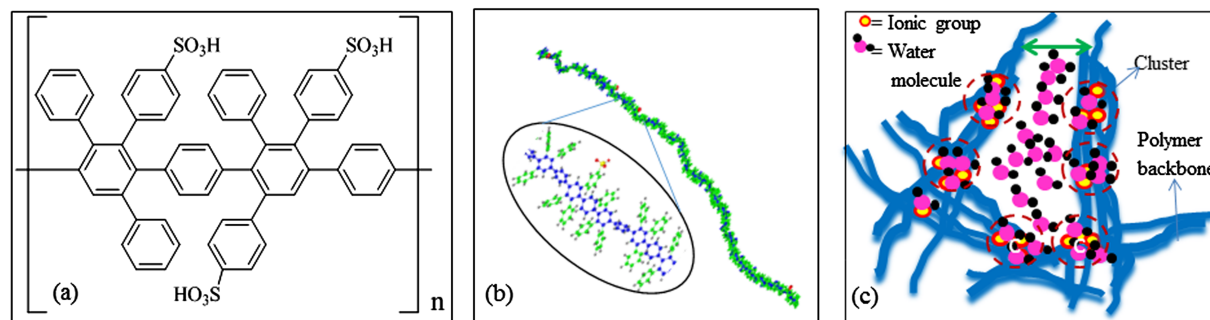 SO3H
SO3H
HO3S
n
(a)
(b)
= Ionic group
= Water
molecule
Cluster
Polymer
backbone
C
C
(c)